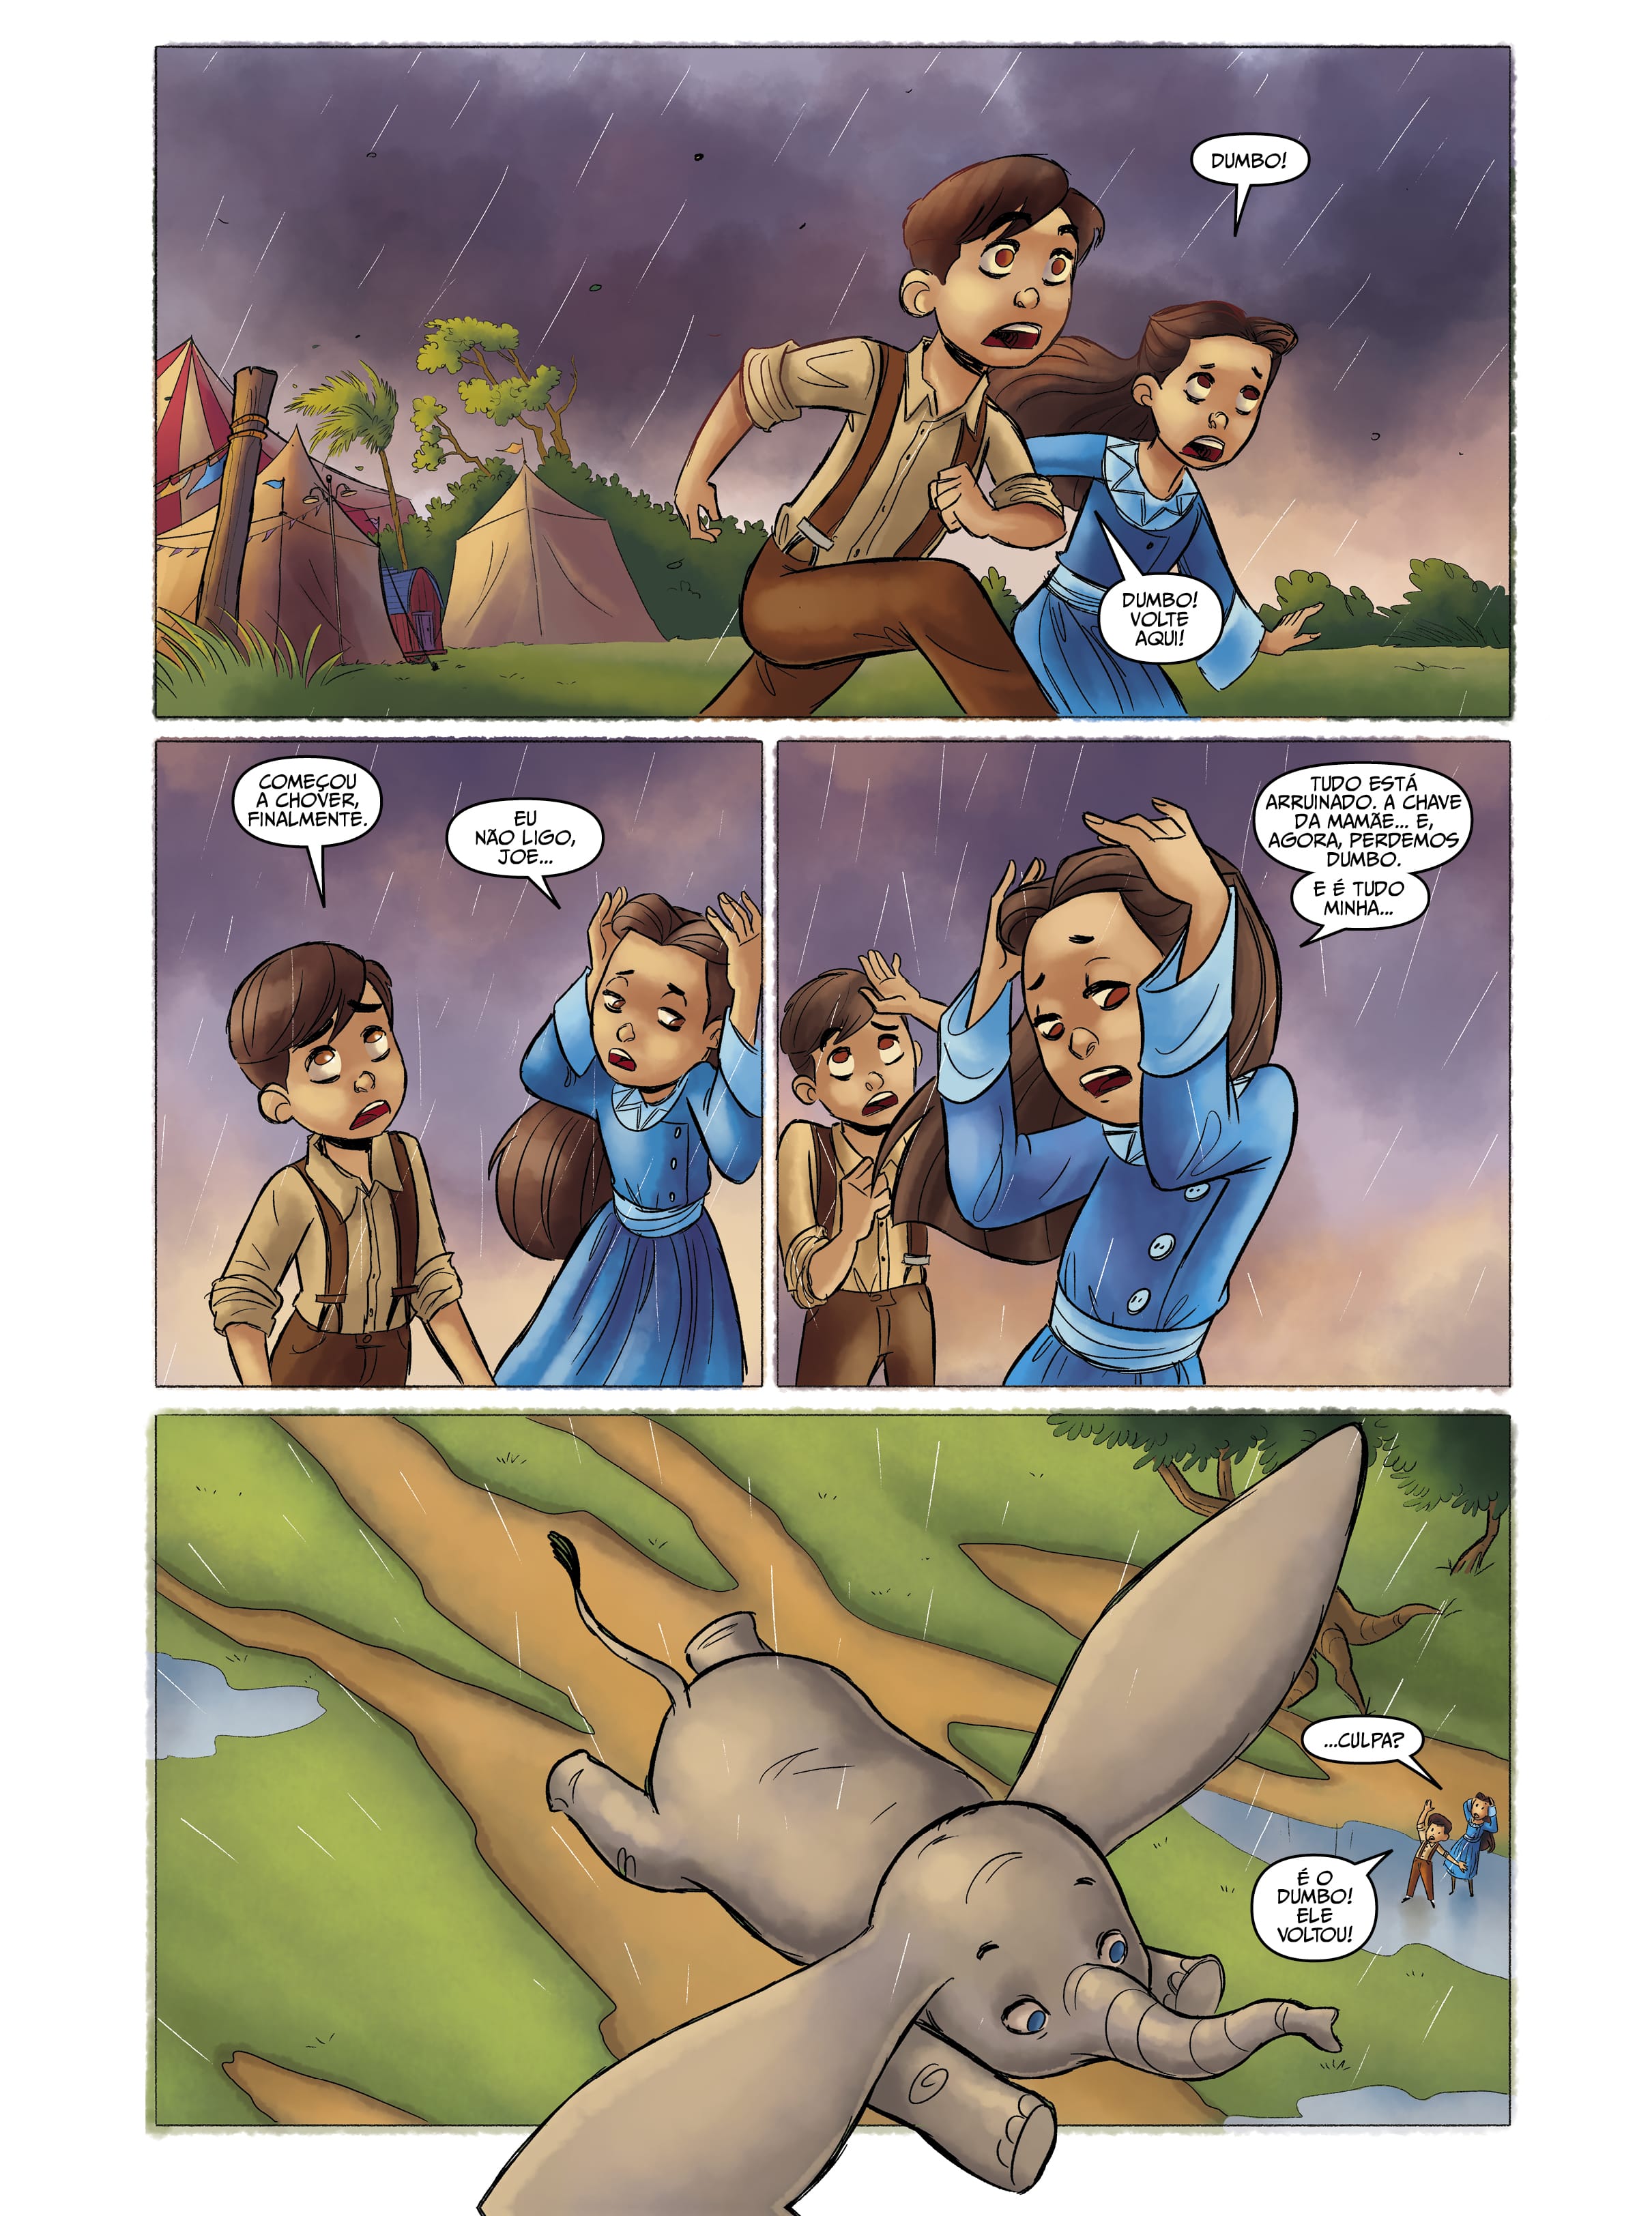 DUMBO!
DUMBO!
VOLTE
AQUI!
COMEÇOU
A CHOVER,
FINALMENTE.
EU
NÃO LIGO,
JOE...
TUDO ESTÁ
ARRUINADO. A CHAVE
DA MAMÃE... E,
AGORA, PERDEMOS
DUMBO.
E É TUDO
MINHA...
...CULPA?
É O
DUMBO!
ELE
VOLTOU!